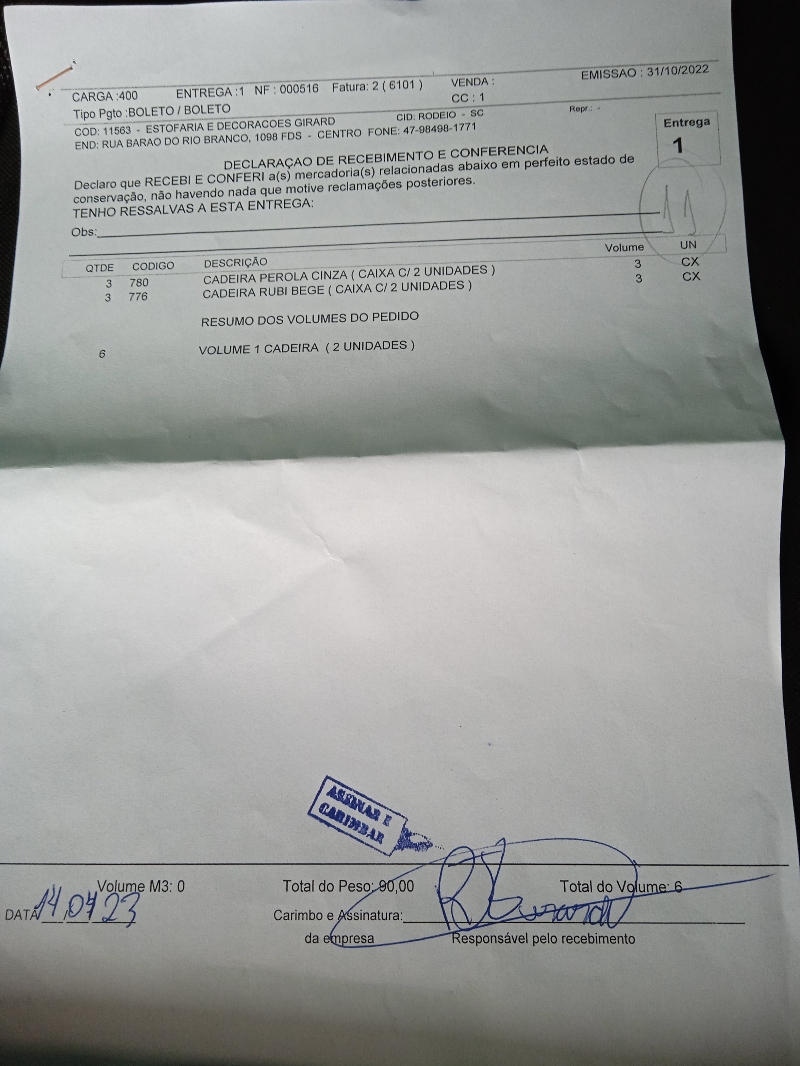 CARGA :400 ENTREGA :1 NF : 000516 Fatura: 2 ( 6101 ) VENDA : EMISSAO : 31/10/2022
Tipo Pgto :BOLETO / BOLETO CC : 1
COD: 11563 - ESTOFARIA E DECORACOES GIRARD CID: RODEIO - SC Repr.: -
END: RUA BARAO DO RIO BRANCO, 1098 FDS - CENTRO FONE: 47-98498-1771
Entrega
1
DECLARAÇAO DE RECEBIMENTO E CONFERENCIA
Declaro que RECEBI E CONFERI a(s) mercadoria(s) relacionadas abaixo em perfeito estado de
conservação, não havendo nada que motive reclamações posteriores.
TENHO RESSALVAS A ESTA ENTREGA:
11
Obs:
QTDE CODIGO DESCRIÇÃO Volume UN
3 780 CADEIRA PEROLA CINZA ( CAIXA C/ 2 UNIDADES ) 3 CX
3 776 CADEIRA RUBI BEGE ( CAIXA C/ 2 UNIDADES ) 3 CX
RESUMO DOS VOLUMES DO PEDIDO
6 VOLUME 1 CADEIRA ( 2 UNIDADES )
ASSINAR E
CARIMBAR
Volume M3: 0 Total do Peso: 90,00 Total do Volume: 6
DATA 14/04/23 Carimbo e Assinatura:
da empresa Responsável pelo recebimento